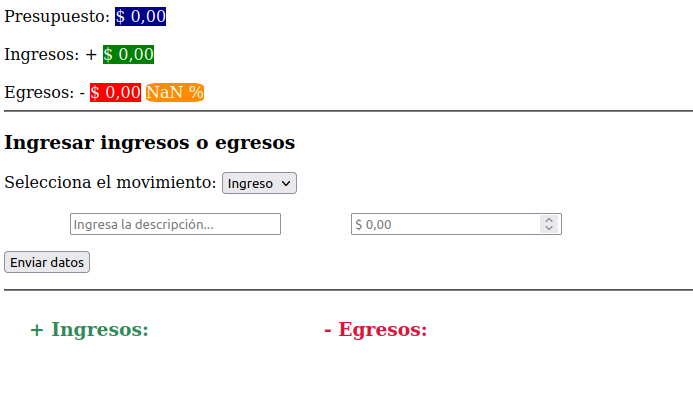 Presupuesto: $ 0,00
Ingresos: + $ 0,00
Egresos: - $ 0,00 NaN %
Ingresar ingresos o egresos
Selecciona el movimiento: Ingreso
Ingresa la descripción... $ 0,00
Enviar datos
+ Ingresos: - Egresos: